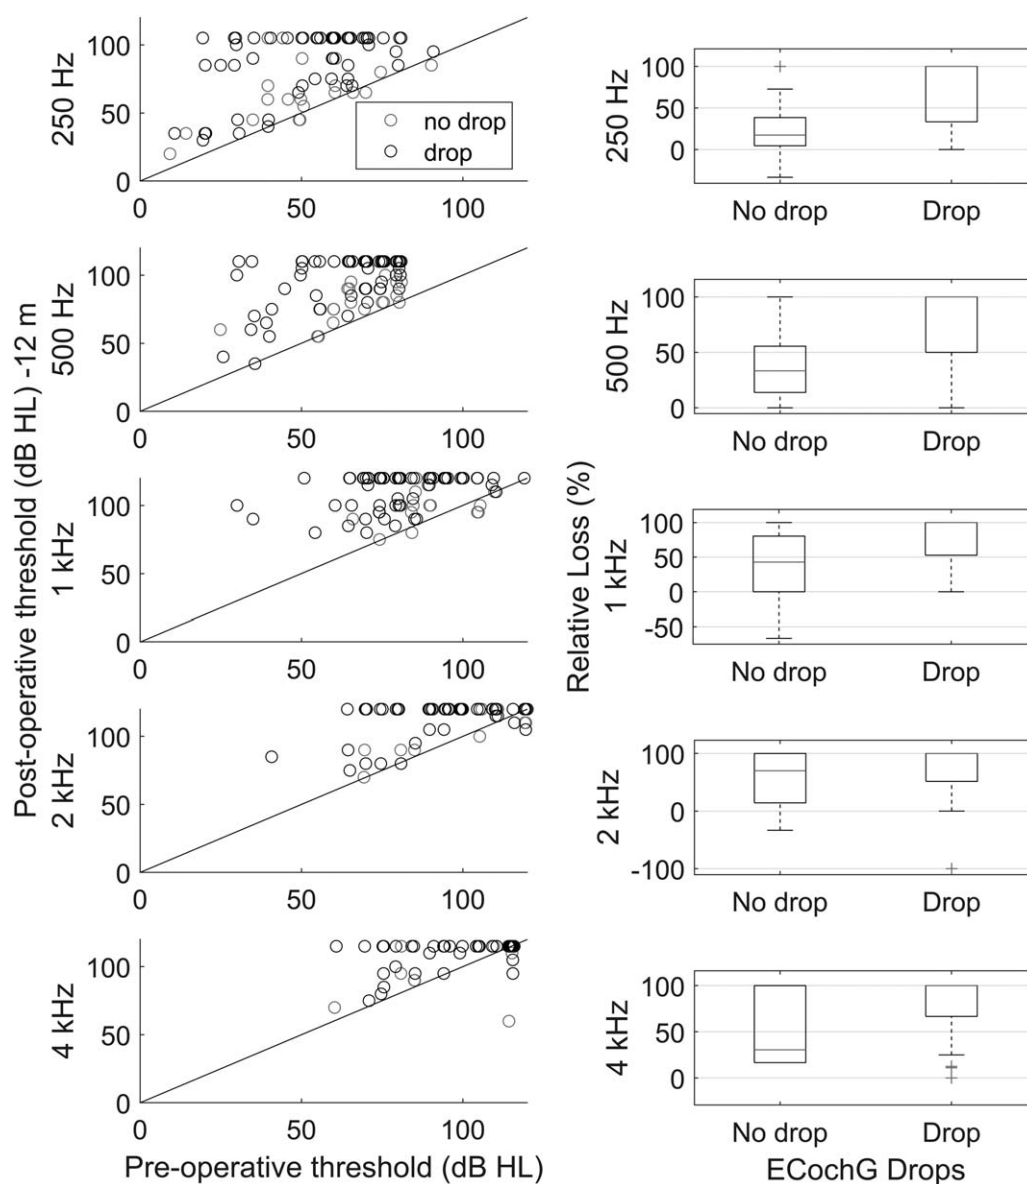 250 Hz
100
50
0
0
50
100
no drop
drop
500 Hz
100
50
0
0
50
100
1 kHz
100
50
0
0
50
100
2 kHz
100
50
0
0
50
100
4 kHz
100
50
0
0
50
100
Post-operative threshold (dB HL) -12 m
Pre-operative threshold (dB HL)
250 Hz
100
50
0
No drop
Drop
500 Hz
100
50
0
No drop
Drop
1 kHz
100
50
0
-50
No drop
Drop
2 kHz
100
0
-100
No drop
Drop
4 kHz
100
50
0
No drop
Drop
Relative Loss (%)
ECochG Drops